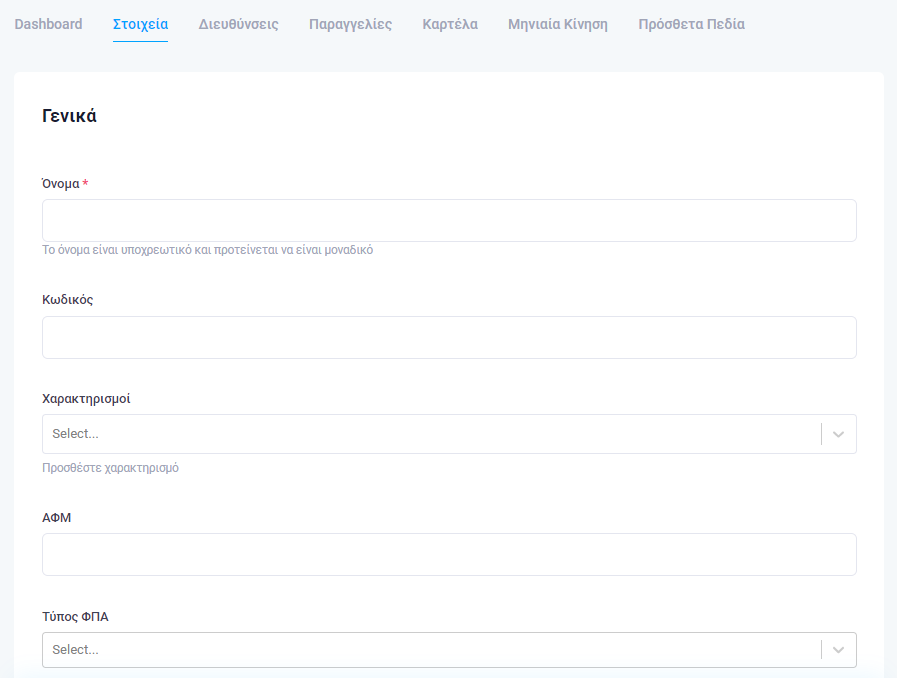 Dashboard Στοιχεία Διευθύνσεις Παραγγελίες Καρτέλα Μηνιαία Κίνηση Πρόσθετα Πεδία
Γενικά
Όνομα *
Το όνομα είναι υποχρεωτικό και προτείνεται να είναι μοναδικό
Κωδικός
Χαρακτηρισμοί
Select...
Προσθέστε χαρακτηρισμό
ΑΦΜ
Τύπος ΦΠΑ
Select...